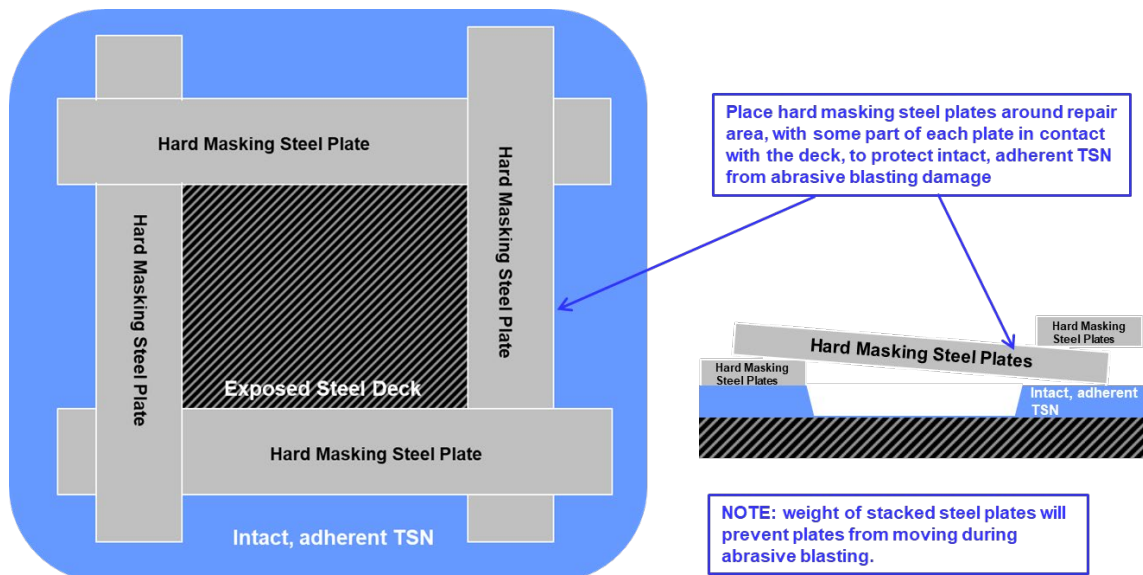 Hard Masking Steel Plate
Hard Masking Steel Plate
Hard Masking Steel Plate
Exposed Steel Deck
Hard Masking Steel Plate
Intact, adherent TSN
Place hard masking steel plates around repair
area, with some part of each plate in contact
with the deck, to protect intact, adherent TSN
from abrasive blasting damage
Hard Masking
Steel Plates
Hard Masking Steel Plates
Hard Masking
Steel Plates
Intact, adherent
TSN
NOTE: weight of stacked steel plates will
prevent plates from moving during
abrasive blasting.